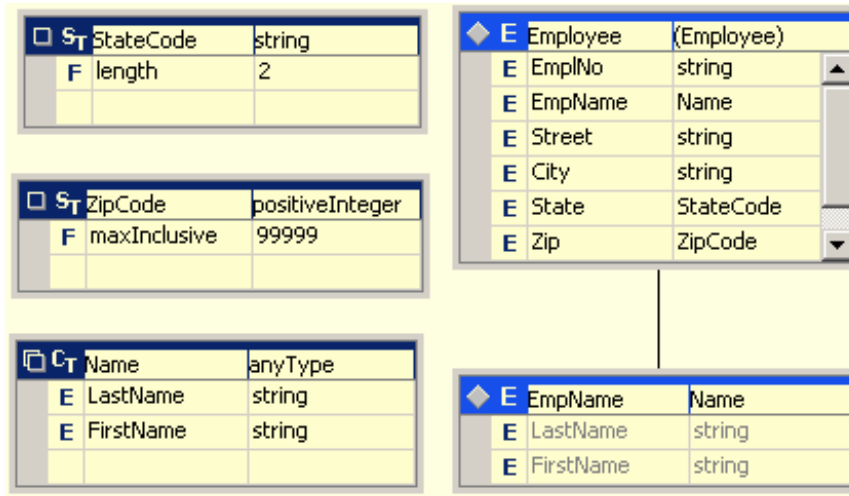 ST StateCode string
F length 2
ST ZipCode positiveInteger
F maxInclusive 99999
CT Name anyType
E LastName string
E FirstName string
E Employee (Employee)
E EmplNo string
E EmpName Name
E Street string
E City string
E State StateCode
E Zip ZipCode
E EmpName Name
E LastName string
E FirstName string